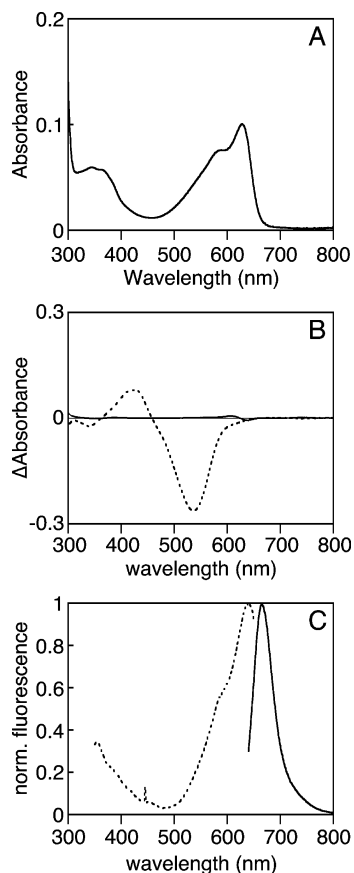 A
0.2
0.1
0
Absorbance
300 400 500 600 700 800
Wavelength (nm)
B
0.3
0
-0.3
ΔAbsorbance
300 400 500 600 700 800
wavelength (nm)
C
1
0.8
0.6
0.4
0.2
0
norm. fluorescence
300 400 500 600 700 800
wavelength (nm)